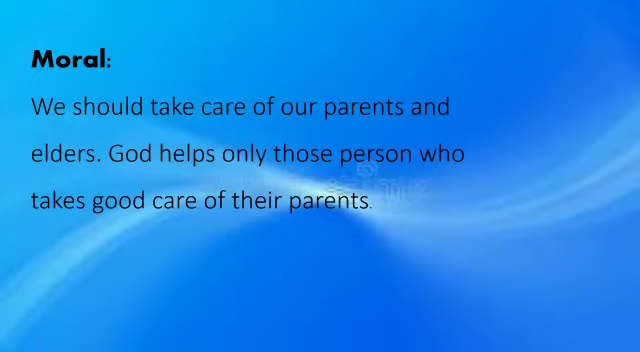 Moral:
We should take care of our parents and
elders. God helps only those person who
takes good care of their parents.